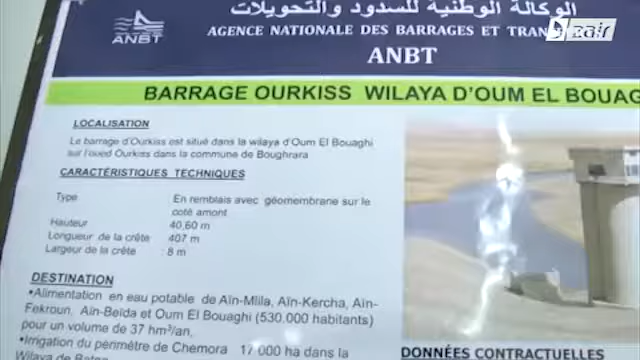 الوكالة الوطنية للسدود والتحويلات
AGENCE NATIONALE DES BARRAGES ET
ANBT
ANBT
BARRAGE OURKISS WILAYA D'OUM EL BOUAG
LOCALISATION
Le barrage d'Ourkiss est situé dans la wilaya d'Oum El Bouaghi
sur l'oued Ourkiss dans la commune de Boughrara
CARACTÉRISTIQUES TECHNIQUES
Type En remblais avec géomembrane sur le
coté amont
Hauteur 40,60 m
Longueur de la crête 407 m
Largeur de la crête : 8 m
DESTINATION
•Alimentation en eau potable de Aïn-Mlila, Aïn-Kercha, Aïn-
Fekroun, Aïn-Beïda et Oum El Bouaghi (530.000 habitants)
pour un volume de 37 hm³/an,
•Irrigation du périmètre de Chemora 17 000 ha dans la
Wilaya de Batna
DONNÉES CONTRACTUELLES